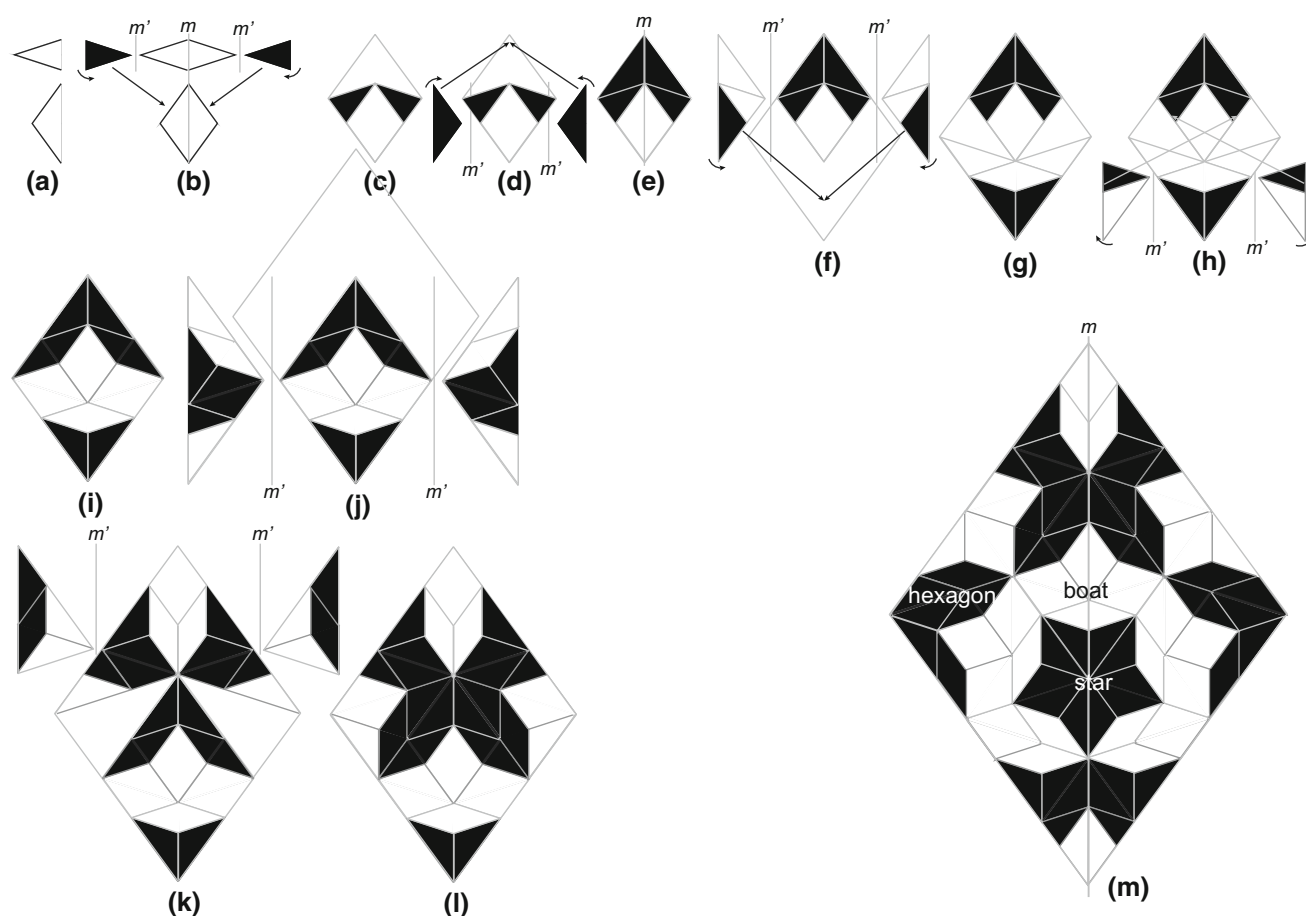 m' m m'
(a) (b) (c) (d) m' m'
m
(e)
m' m'
(f) (g) (h) m' m'
(i) (j) m' m'
m' m'
(k) (l)
m
hexagon boat
star
(m)